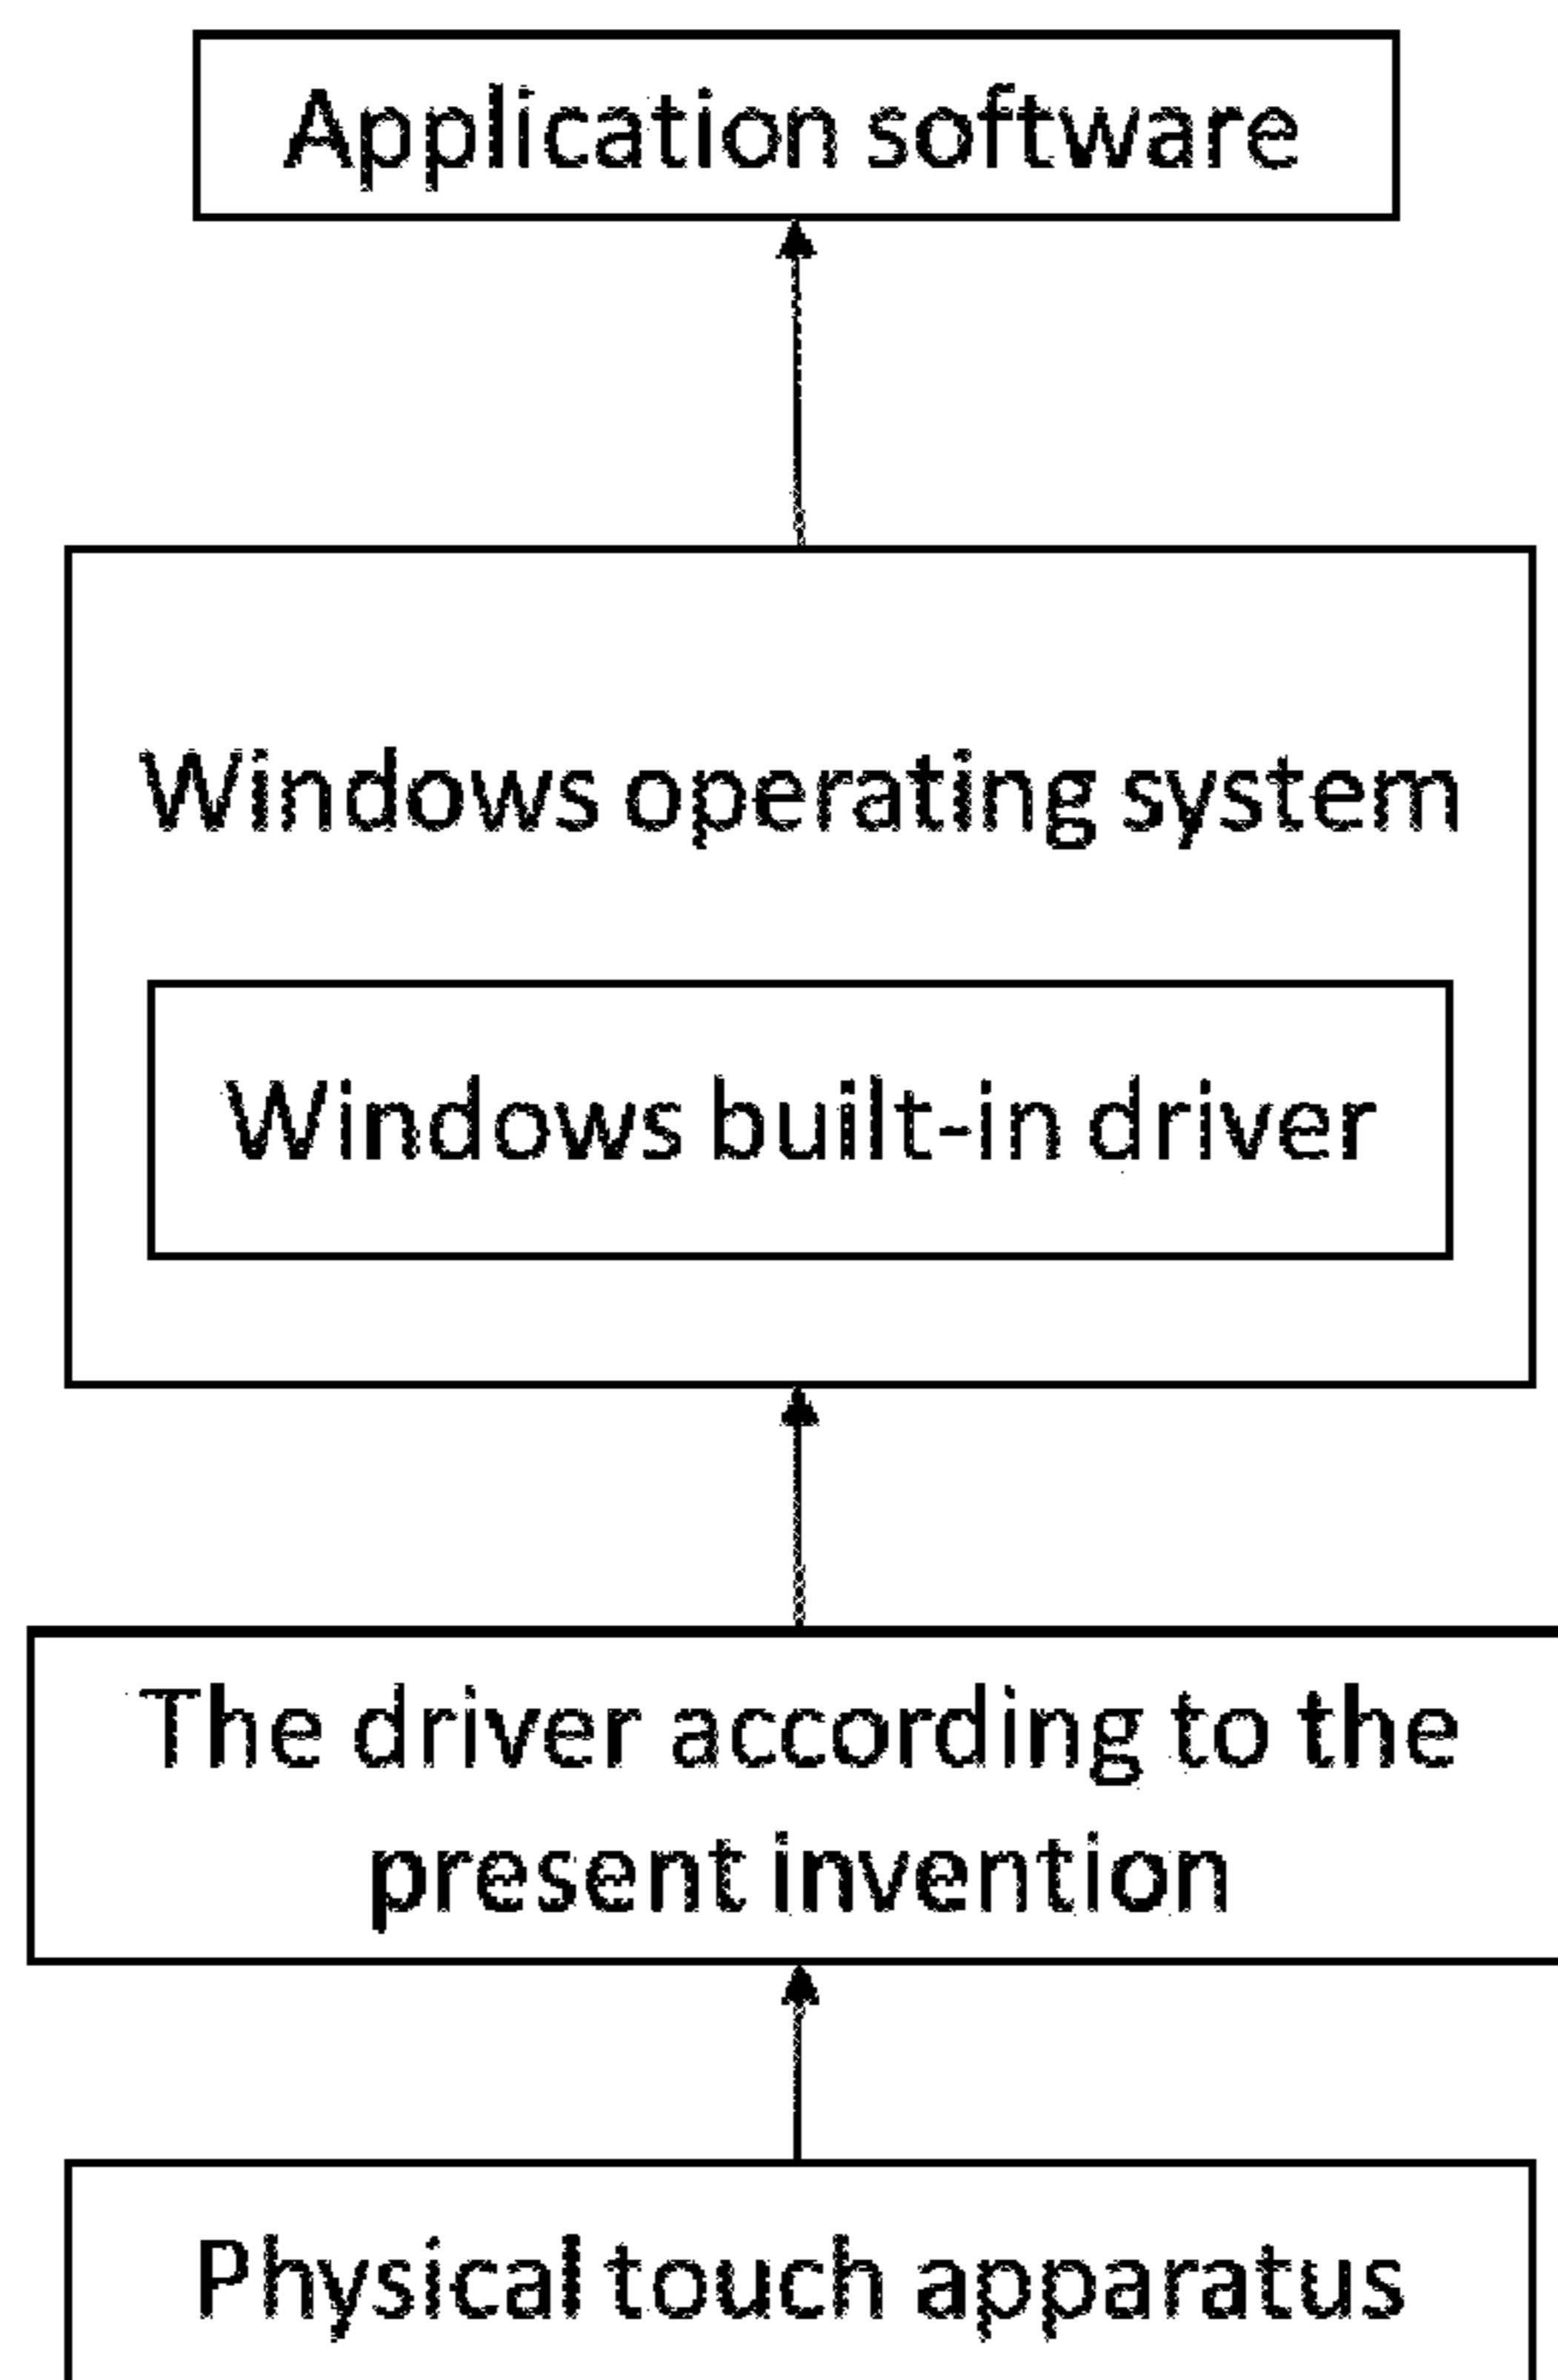 Application software
Windows operating system
Windows built-in driver
The driver according to the
present invention
Physical touch apparatus